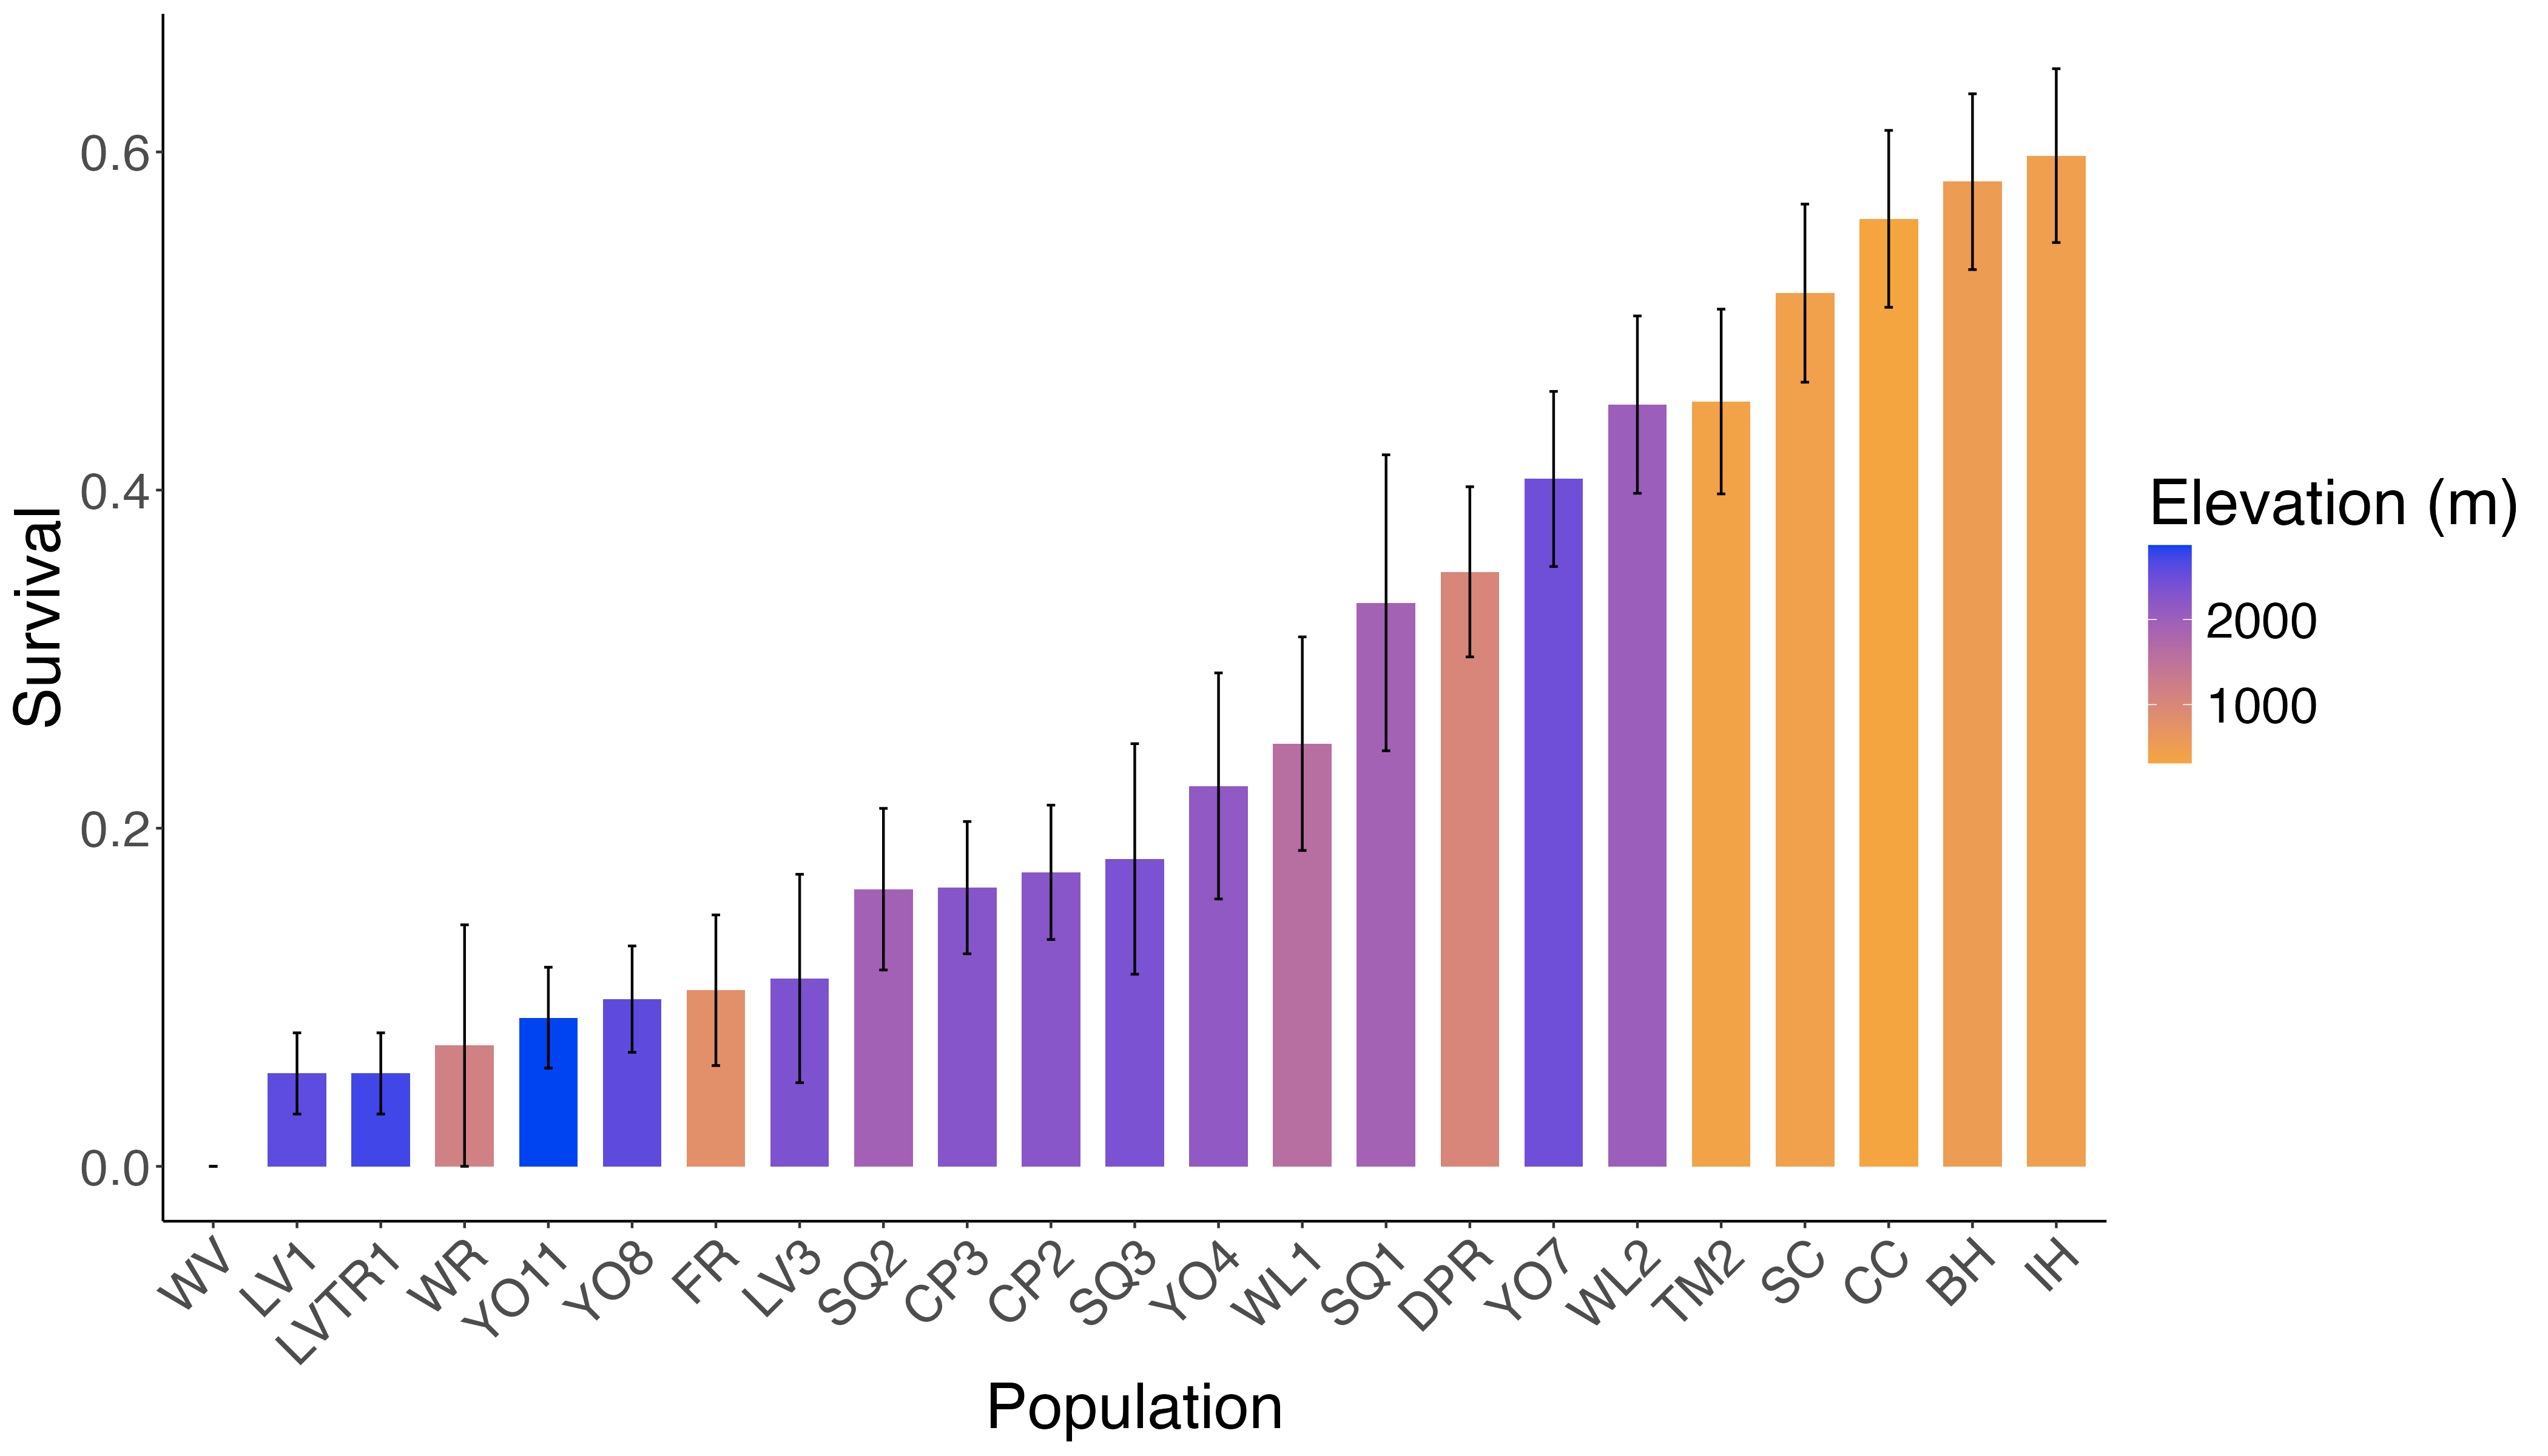 Survival
0.6
0.4
0.2
0.0
WV
LV1
LVTR1
WR
YO11
YO8
FR
LV3
SQ2
CP3
CP2
SQ3
YO4
WL1
SQ1
DPR
YO7
WL2
TM2
SC
CC
BH
IH
Population
Elevation (m)
2000
1000